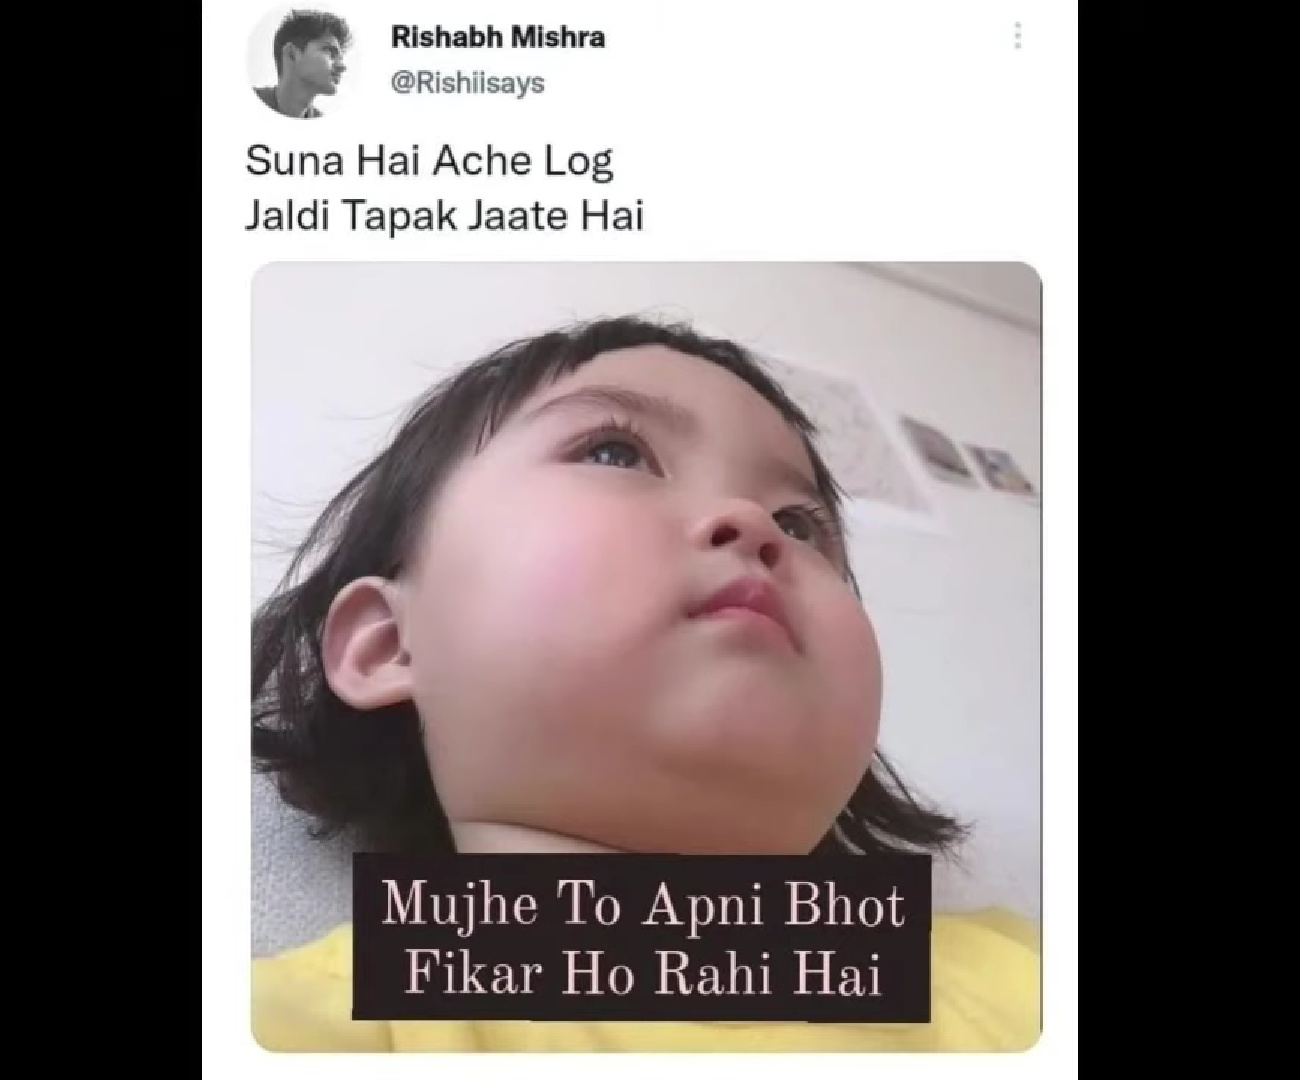 Rishabh Mishra
@Rishiisays
Suna Hai Ache Log
Jaldi Tapak Jaate Hai
Mujhe To Apni Bhot
Fikar Ho Rahi Hai